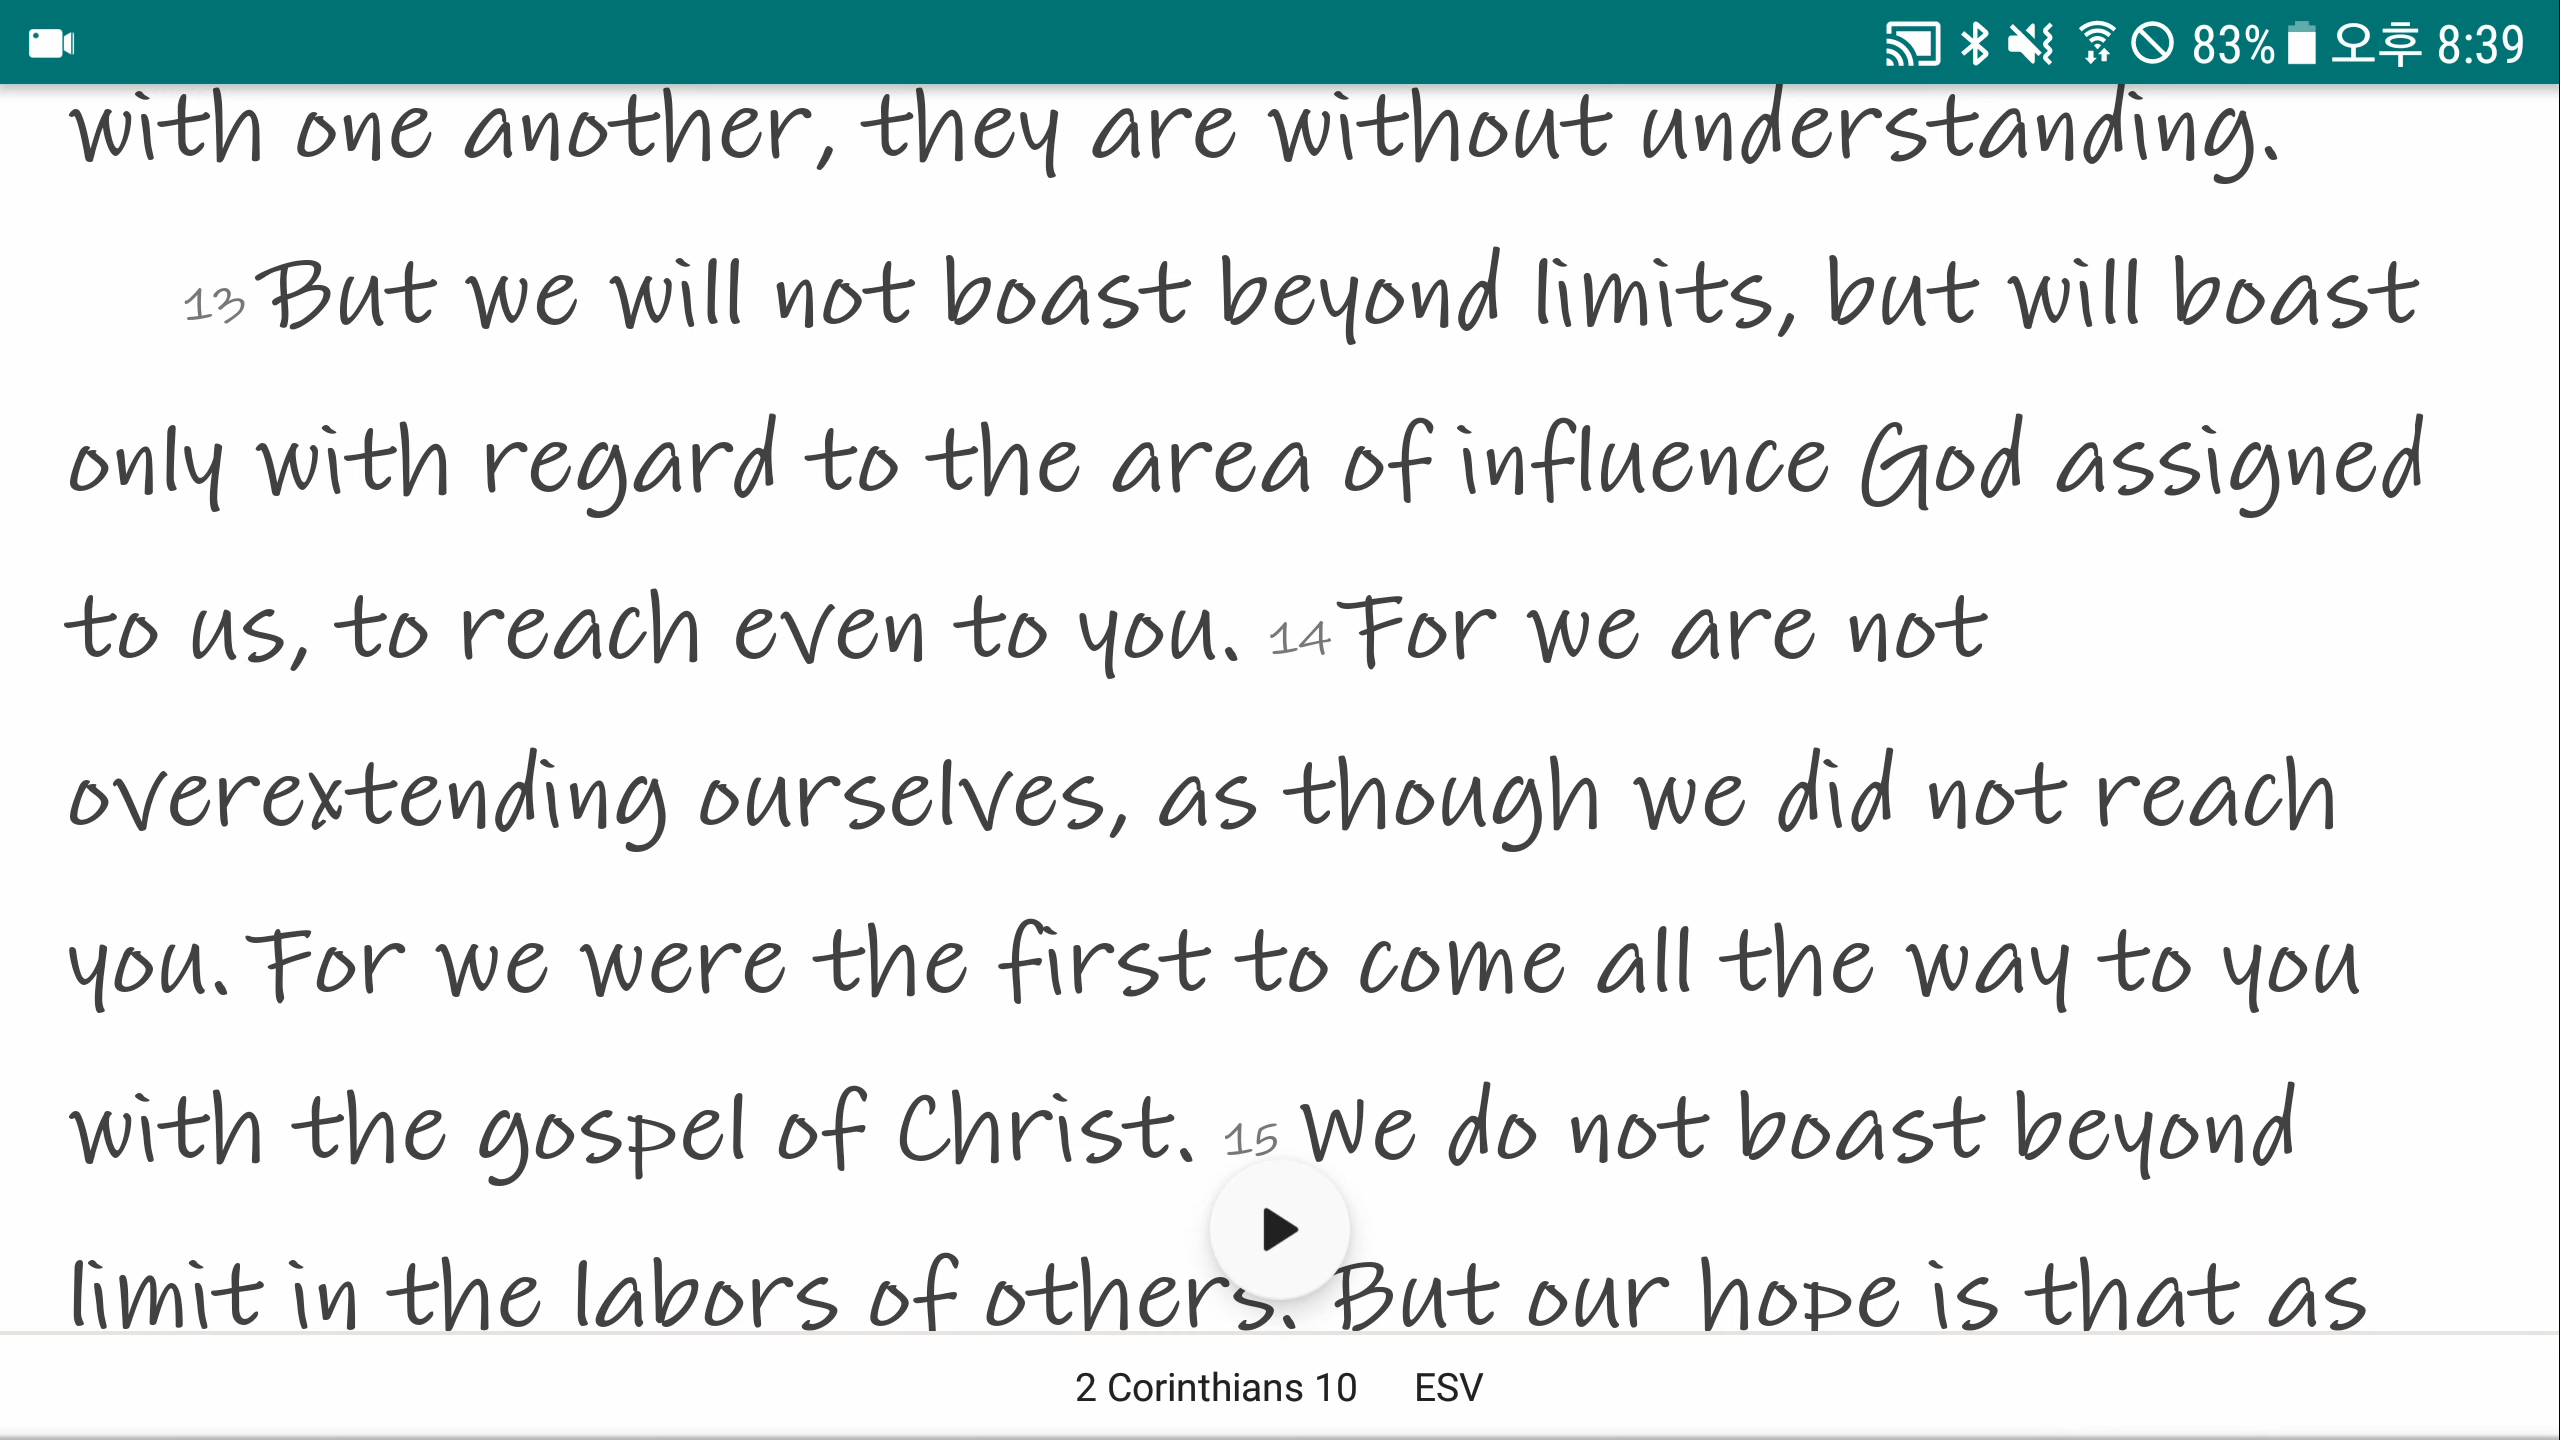 83% 오후 8:39
with one another, they are without understanding.
13 But we will not boast beyond limits, but will boast
only with regard to the area of influence God assigned
to us, to reach even to you. 14 For we are not
overextending ourselves, as though we did not reach
you. For we were the first to come all the way to you
with the gospel of Christ. 15 We do not boast beyond
limit in the labors of others. But our hope is that as
2 Corinthians 10 ESV